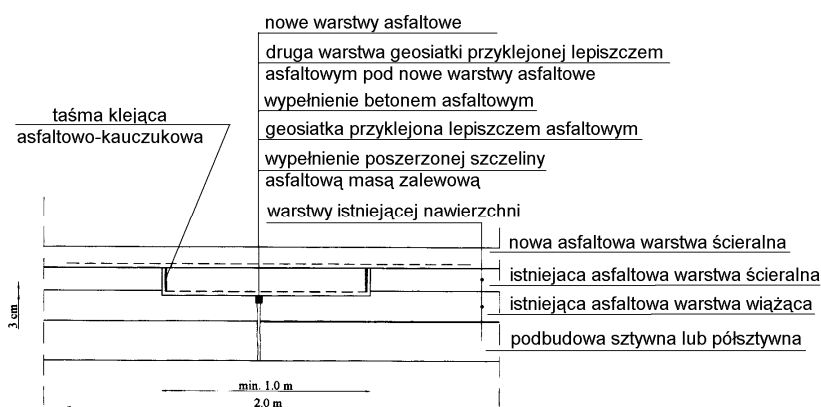 nowe warstwy asfaltowe
druga warstwa geosiatki przyklejonej lepiszczem
asfaltowym pod nowe warstwy asfaltowe
wypełnienie betonem asfaltowym
taśma klejąca
asfaltowo-kauczukowa
geosiatka przyklejona lepiszczem asfaltowym
wypełnienie poszerzonej szczeliny
asfaltową masą zalewową
warstwy istniejącej nawierzchni
nowa asfaltowa warstwa ścieralna
istniejaca asfaltowa warstwa ścieralna
istniejąca asfaltowa warstwa wiążąca
3 cm
podbudowa sztywna lub półsztywna
min. 1.0 m
2.0 m